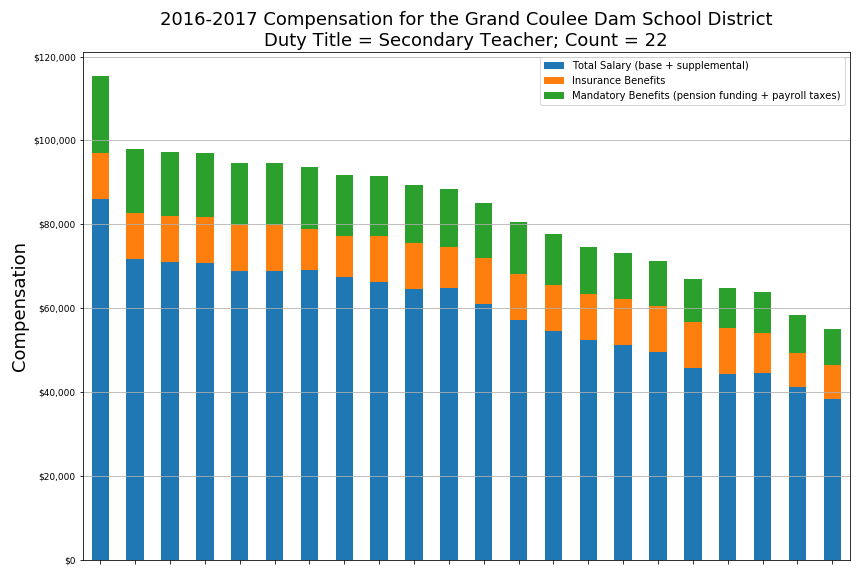 2016-2017 Compensation for the Grand Coulee Dam School District
Duty Title = Secondary Teacher; Count = 22
Total Salary (base + supplemental)
Insurance Benefits
Mandatory Benefits (pension funding + payroll taxes)
Compensation
$120,000
$100,000
$80,000
$60,000
$40,000
$20,000
$0